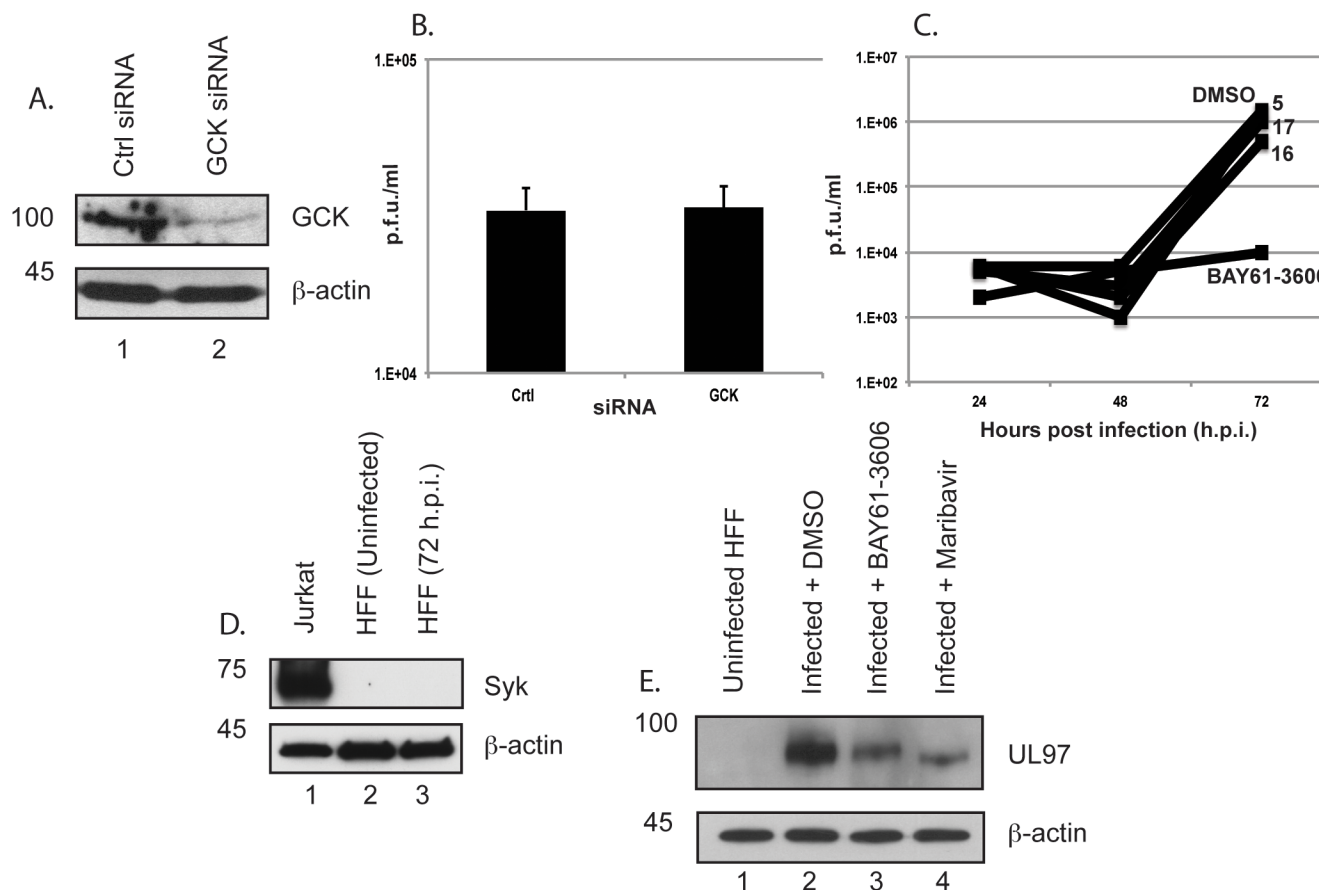 A.
Ctrl siRNA
GCK siRNA
100
GCK
45
β-actin
1 2
B.
1.E+05
p.f.u./ml
1.E+04
Crtl
siRNA
GCK
C.
1.E+07
1.E+06
1.E+05
1.E+04
1.E+03
1.E+02
p.f.u./ml
DMSO
5
17
16
BAY61-3606
24 48 72
Hours post infection (h.p.i.)
D.
Jurkat
HFF (Uninfected)
HFF (72 h.p.i.)
75
Syk
45
β-actin
1 2 3
E.
Uninfected HFF
Infected + DMSO
Infected + BAY61-3606
Infected + Maribavir
100
UL97
45
β-actin
1 2 3 4